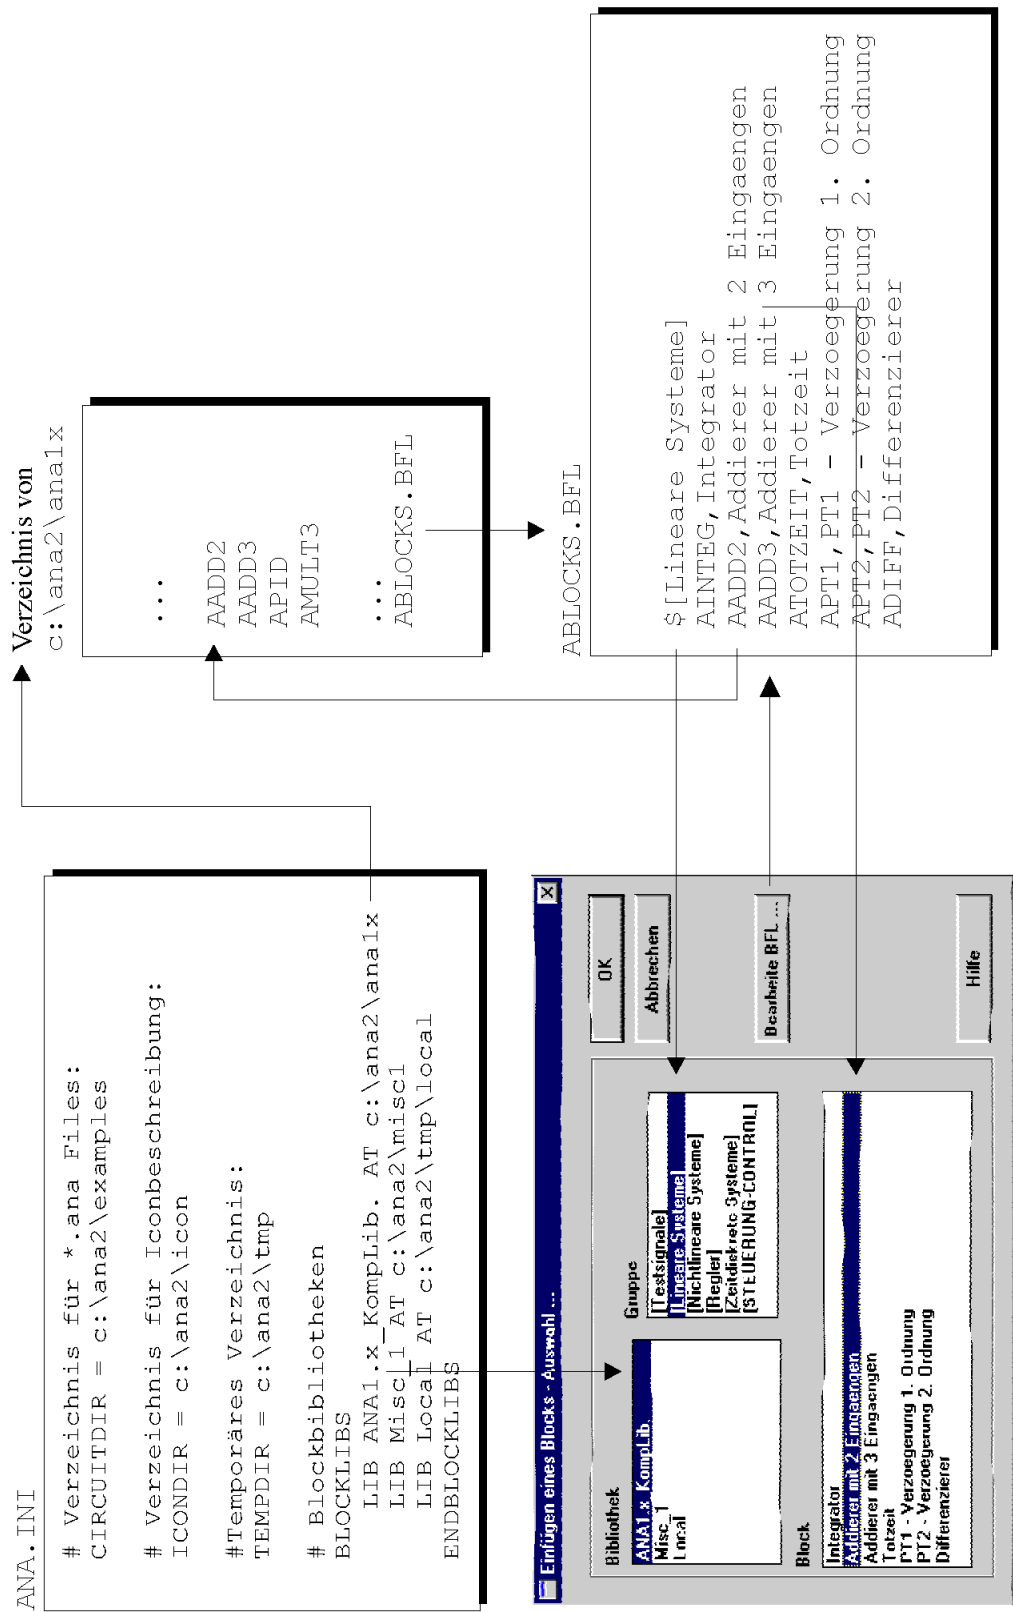 ANA.INI
# Verzeichnis für *.ana Files:
CIRCUITDIR = c:\ana2\examples
# Verzeichnis für Iconbeschreibung:
ICONDIR = c:\ana2\icon
#Temporäres Verzeichnis:
TEMPDIR = c:\ana2\tmp
# Blockbibliotheken
BLOCKLIBS
LIB ANA1.x_KompLib. AT c:\ana2\ana1x
LIB Misc_1 AT c:\ana2\misc1
LIB Local AT c:\ana2\tmp\local
ENDBLOCKLIBS
Verzeichnis von
c:\ana2\ana1x
...
AADD2
AADD3
APID
AMULT3
...
ABLOCKS.BFL
ABLOCKS.BFL
$[Lineare Systeme]
AINTEG,Integrator
AADD2,Addierer mit 2 Eingaengen
AADD3,Addierer mit 3 Eingaengen
ATOTZEIT,Totzeit
APT1,PT1 - Verzoegerung 1. Ordnung
APT2,PT2 - Verzoegerung 2. Ordnung
ADIFF,Differenzierer
Einfügen eines Blocks - Auswahl ...
Bibliothek
ANA1.x_KompLib.
Misc_1
Local
Gruppe
[Testsignale]
[Lineare Systeme]
[Nichtlineare Systeme]
[Regler]
[Zeitdiskrete Systeme]
[STEUERUNG-CONTROL]
OK
Abbrechen
Bearbeite BFL ...
Hilfe
Block
Integrator
Addierer mit 2 Eingaengen
Addierer mit 3 Eingaengen
Totzeit
PT1 - Verzoegerung 1. Ordnung
PT2 - Verzoegerung 2. Ordnung
Differenzierer